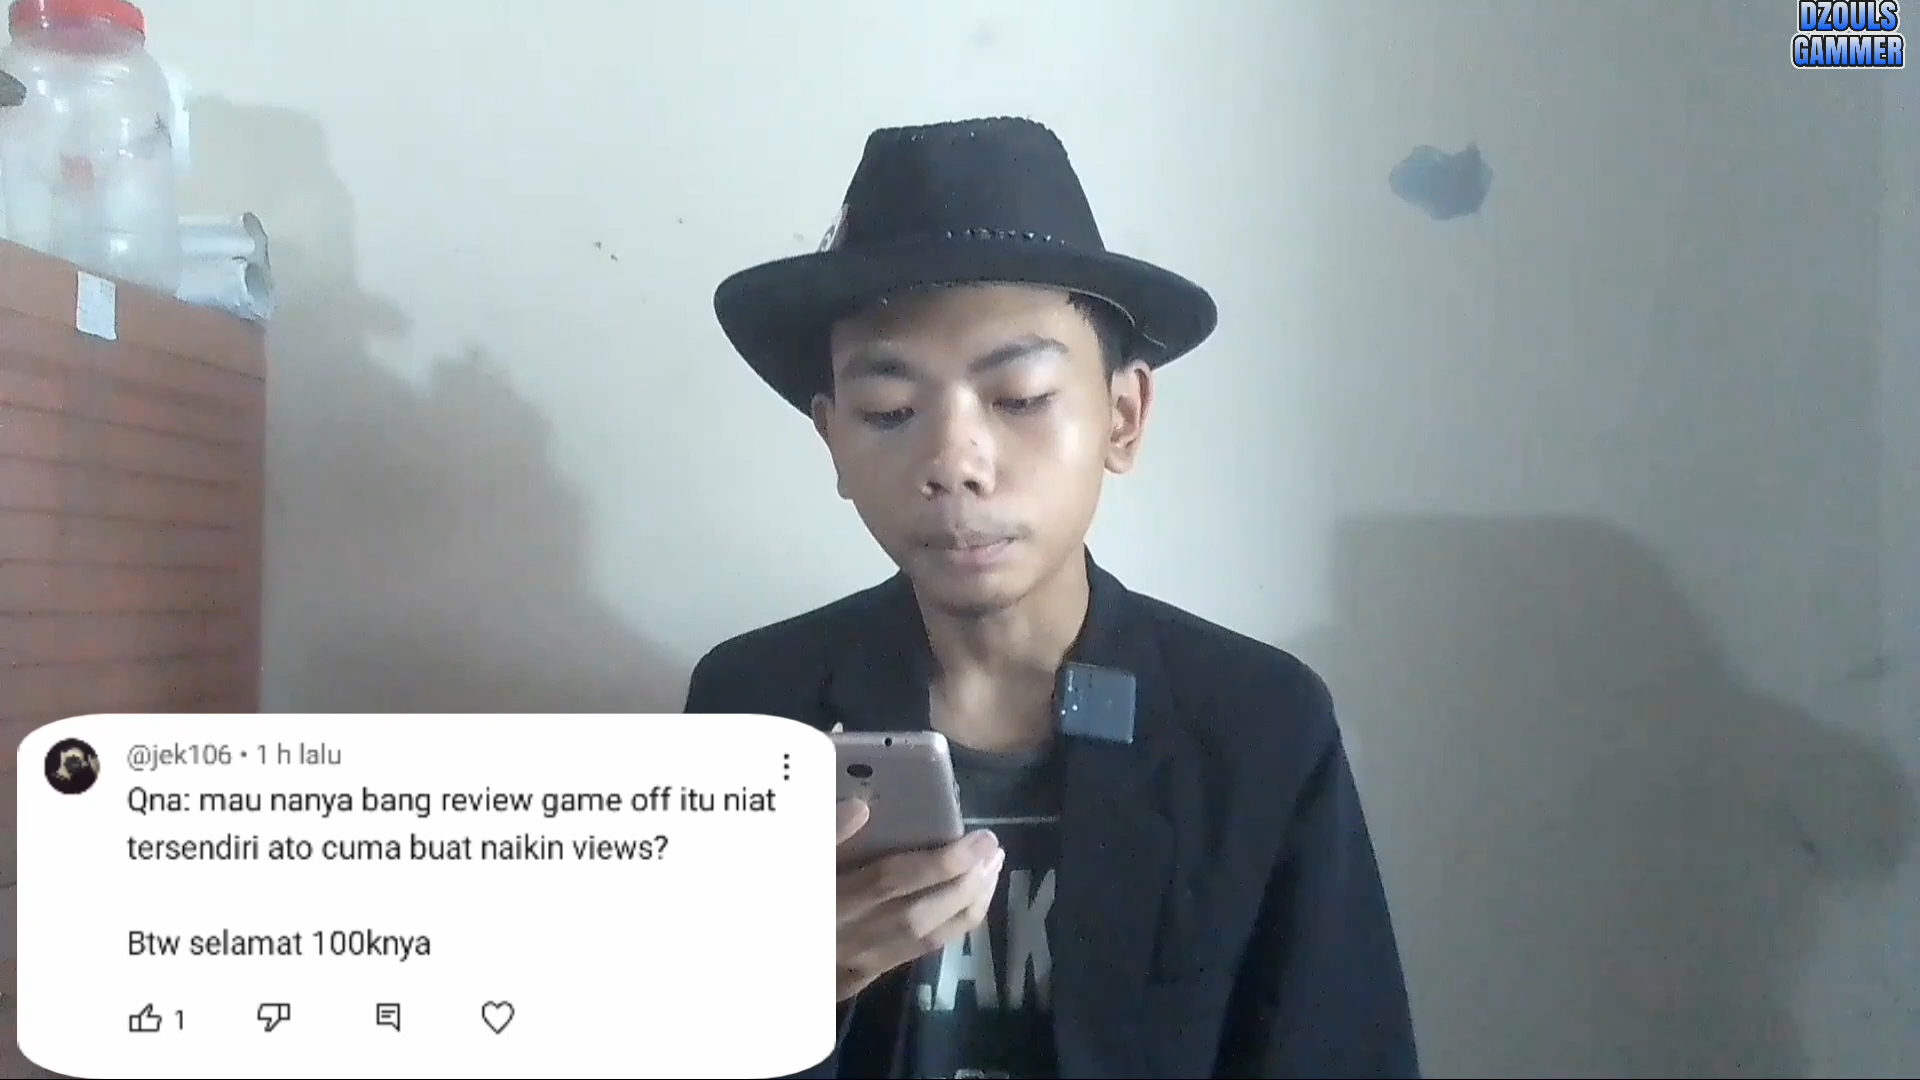 DZOULS
GAMMER
@jek106 • 1 h lalu
Qna: mau nanya bang review game off itu niat
tersendiri ato cuma buat naikin views?
Btw selamat 100knya
1
AK